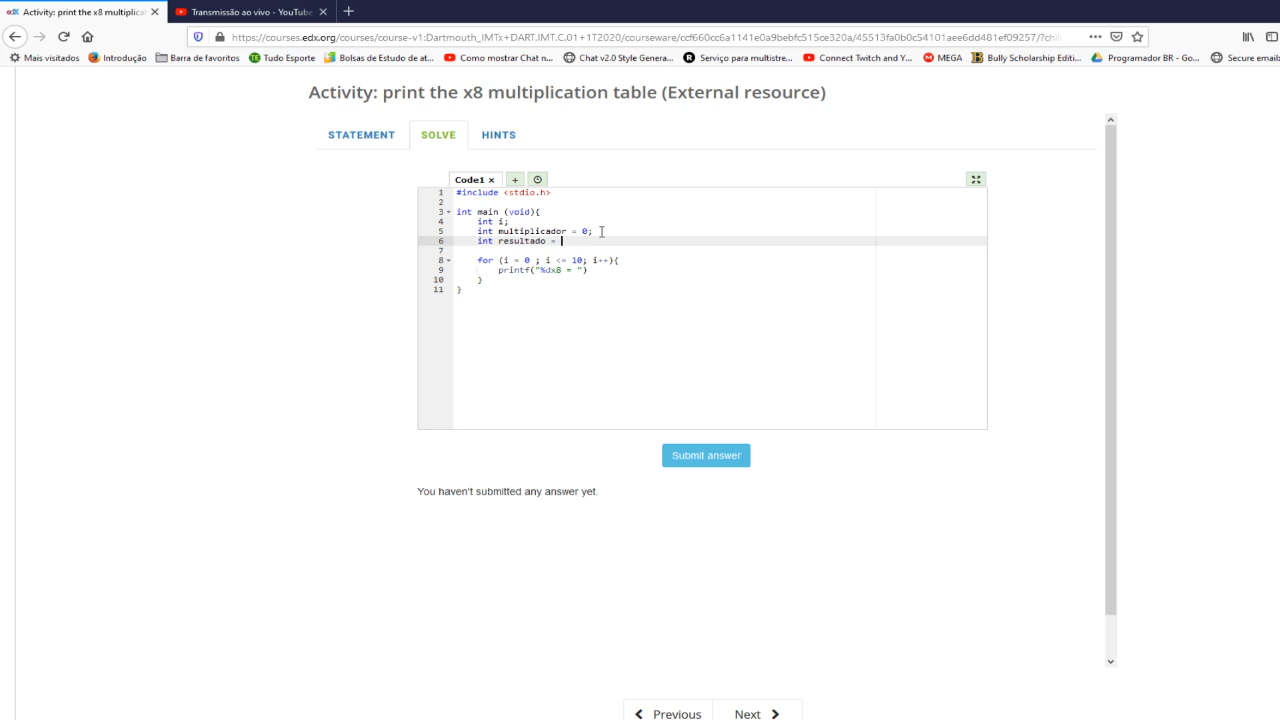 Activity: print the x8 multiplicat
Transmissão ao vivo - YouTube
https://courses.edx.org/courses/course-v1:Dartmouth_IMTx+DART.IMT.C.01+1T2020/courseware/ccf660cc6a1141e0a9bebfc515ce320a/45513fa0b0c54101aee6dd481ef09257/?chi
Mais visitados Introdução Barra de favoritos Tudo Esporte Bolsas de Estudo de at... Como mostrar Chat n... Chat v2.0 Style Genera... Serviço para multistre... Connect Twitch and Y... MEGA Bully Scholarship Editi... Programador BR - Go... Secure email:
Activity: print the x8 multiplication table (External resource)
STATEMENT SOLVE HINTS
Code1 x +
1 #include <stdio.h>
2
3 int main (void){
4 int i;
5 int multiplicador = 0;
6 int resultado =
7
8 for (i = 0 ; i <= 10; i++){
9 printf("%dx8 = ")
10 }
11 }
Submit answer
You haven't submitted any answer yet.
Previous Next